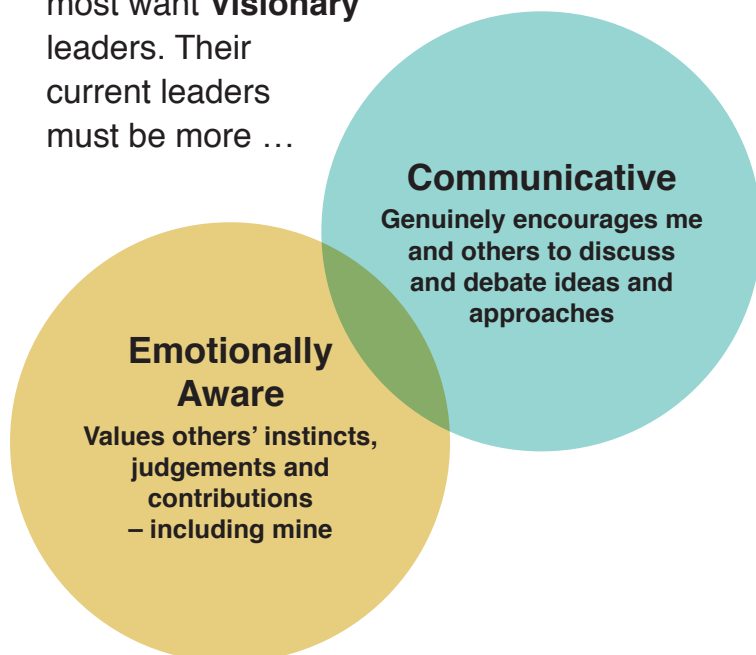 most want Visionary
leaders. Their
current leaders
must be more …
Communicative
Genuinely encourages me
and others to discuss
and debate ideas and
approaches
Emotionally
Aware
Values others’ instincts,
judgements and
contributions
– including mine